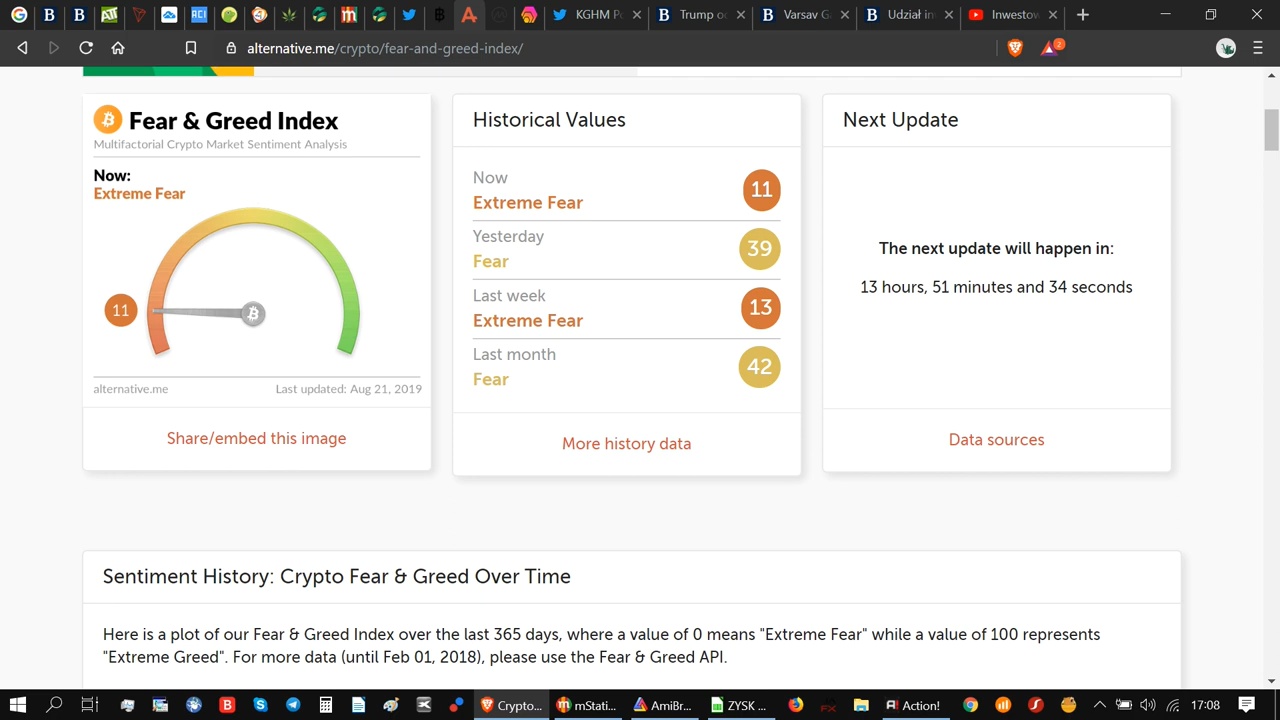 KGHM P
Trump o
Varsav G
Udział i
Inwestow
alternative.me/crypto/fear-and-greed-index/
2
Fear & Greed Index
Multifactorial Crypto Market Sentiment Analysis
Now:
Extreme Fear
11
alternative.me
Last updated: Aug 21, 2019
Share/embed this image
Historical Values
Now
Extreme Fear
11
Yesterday
Fear
39
Last week
Extreme Fear
13
Last month
Fear
42
More history data
Next Update
The next update will happen in:
13 hours, 51 minutes and 34 seconds
Data sources
Sentiment History: Crypto Fear & Greed Over Time
Here is a plot of our Fear & Greed Index over the last 365 days, where a value of 0 means "Extreme Fear" while a value of 100 represents
"Extreme Greed". For more data (until Feb 01, 2018), please use the Fear & Greed API.
Crypto...
mStati...
AmiBr...
ZYSK ...
Action!
17:08